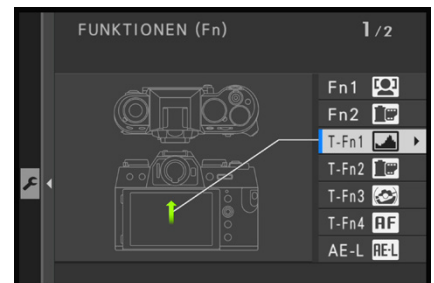 FUNKTIONEN (Fn) 1/2
Fn1
Fn2
T-Fn1
T-Fn2
T-Fn3
T-Fn4 AF
AE-L AE-L